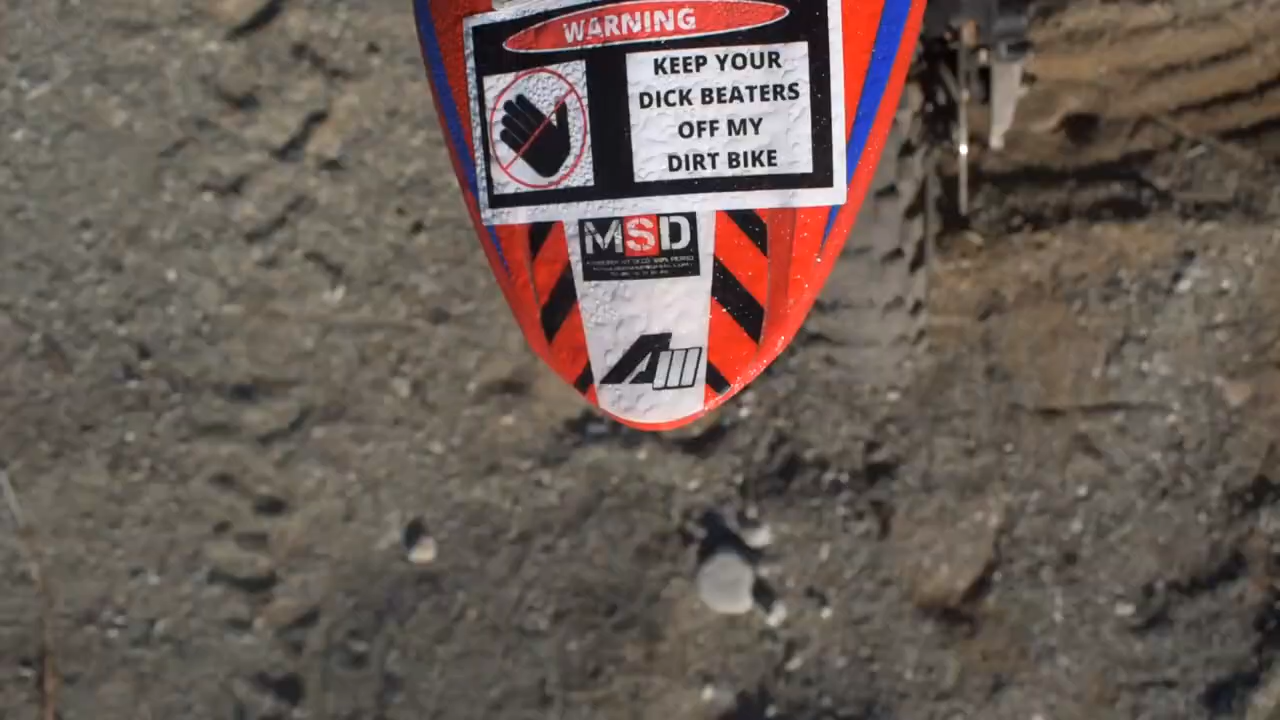 WARNING
KEEP YOUR
DICK BEATERS
OFF MY
DIRT BIKE
MSD